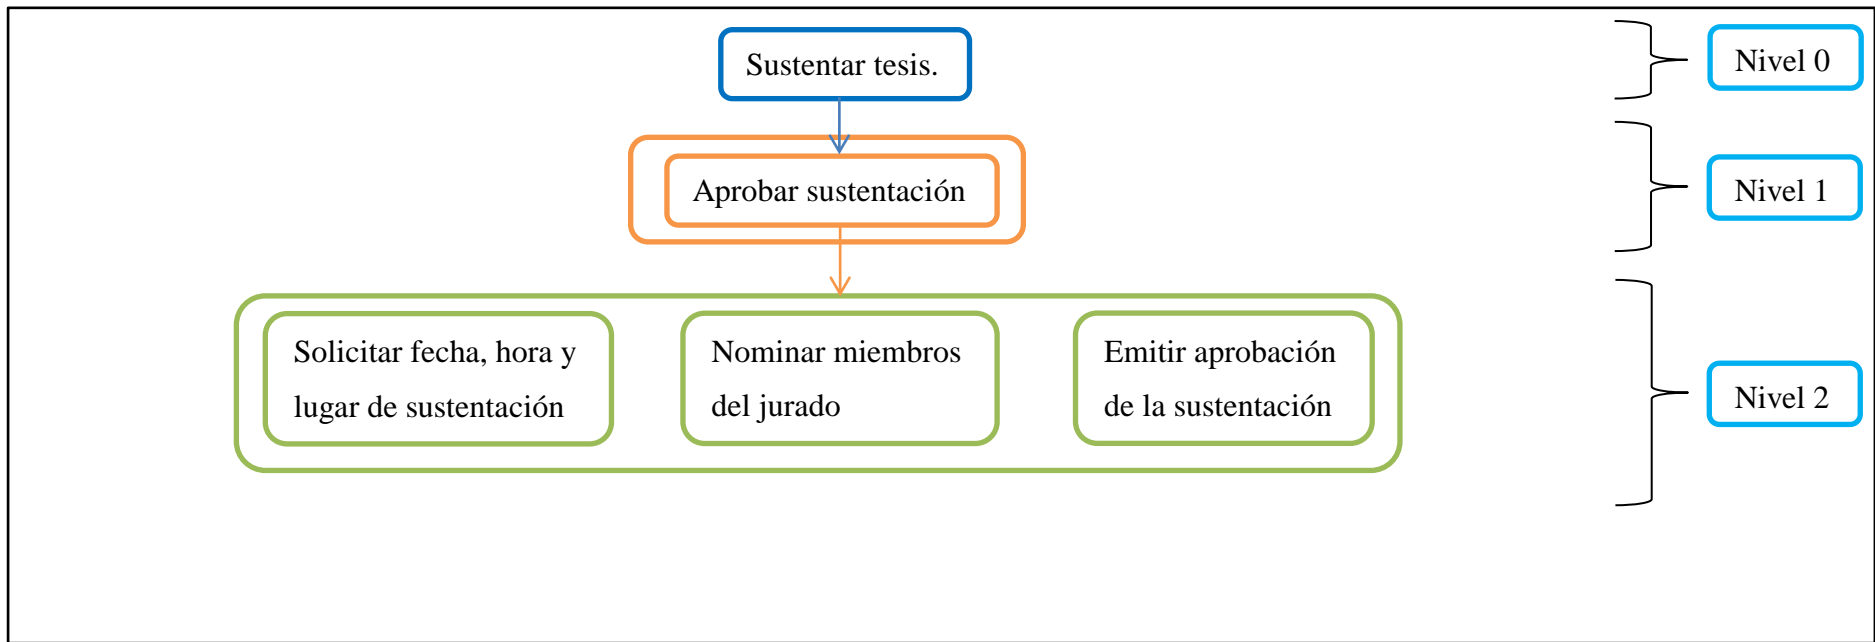 Sustentar tesis.
Nivel 0
Aprobar sustentación
Nivel 1
Solicitar fecha, hora y
lugar de sustentación
Nominar miembros
del jurado
Emitir aprobación
de la sustentación
Nivel 2